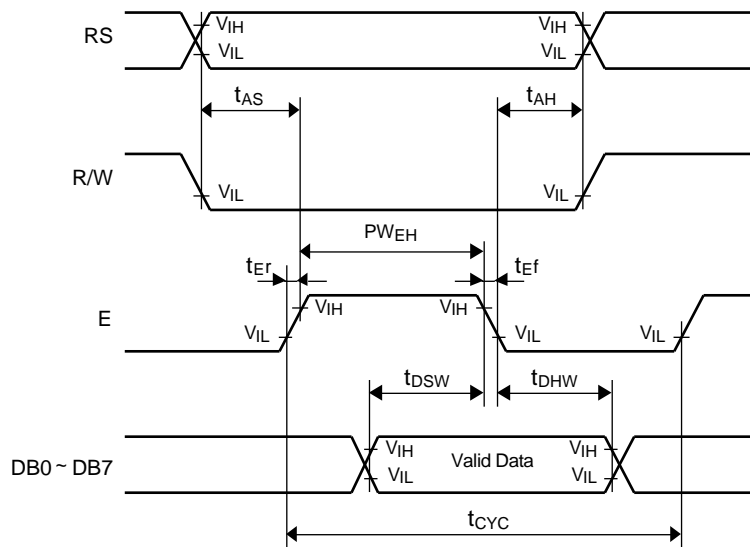 RS
VIH
VIL
VIH
VIL
tAS
tAH
R/W
VIL
VIL
PWEH
tEr
tEf
E
VIL
VIH
VIH
VIL
VIL
tDSW
tDHW
DB0 ~ DB7
VIH
VIL
Valid Data
VIH
VIL
tCYC